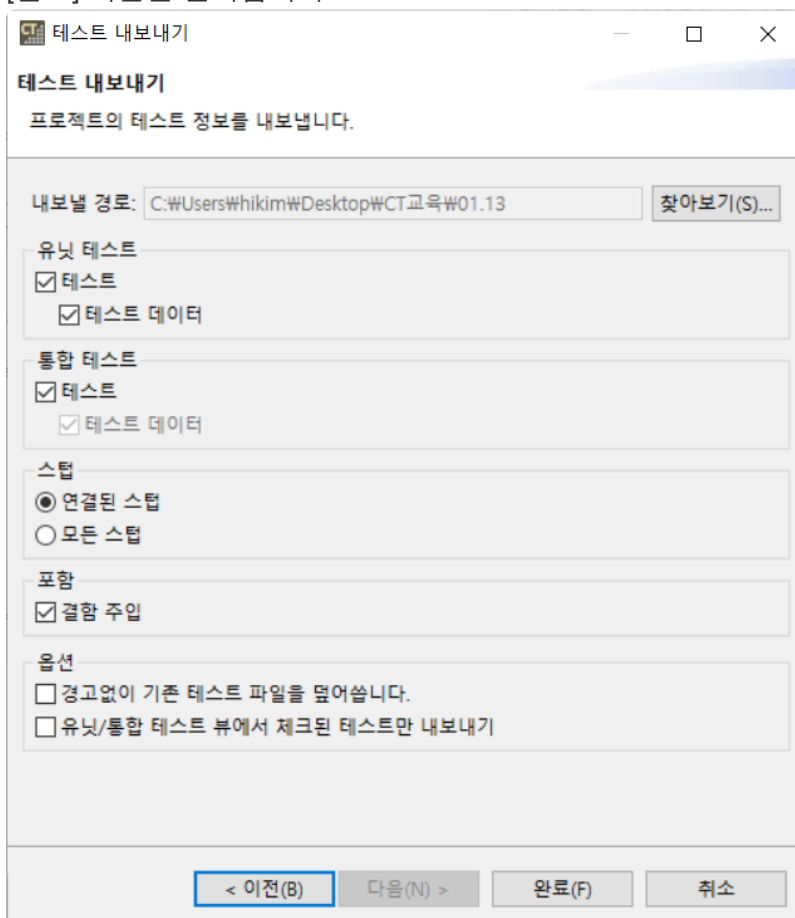 테스트 내보내기
테스트 내보내기
프로젝트의 테스트 정보를 내보냅니다.
내보낼 경로: C:₩Users₩hikim₩Desktop₩CT교육₩01.13 찾아보기(S)...
유닛 테스트
테스트
테스트 데이터
통합 테스트
테스트
테스트 데이터
스텁
연결된 스텁
모든 스텁
포함
결함 주입
옵션
경고없이 기존 테스트 파일을 덮어씁니다.
유닛/통합 테스트 뷰에서 체크된 테스트만 내보내기
< 이전(B) 다음(N) > 완료(F) 취소